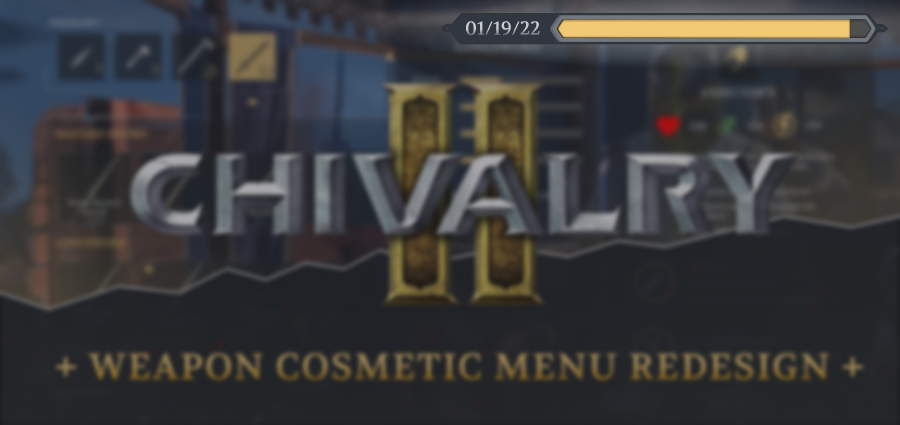 01/19/22
CHIVALRY
II
+ WEAPON COSMETIC MENU REDESIGN +